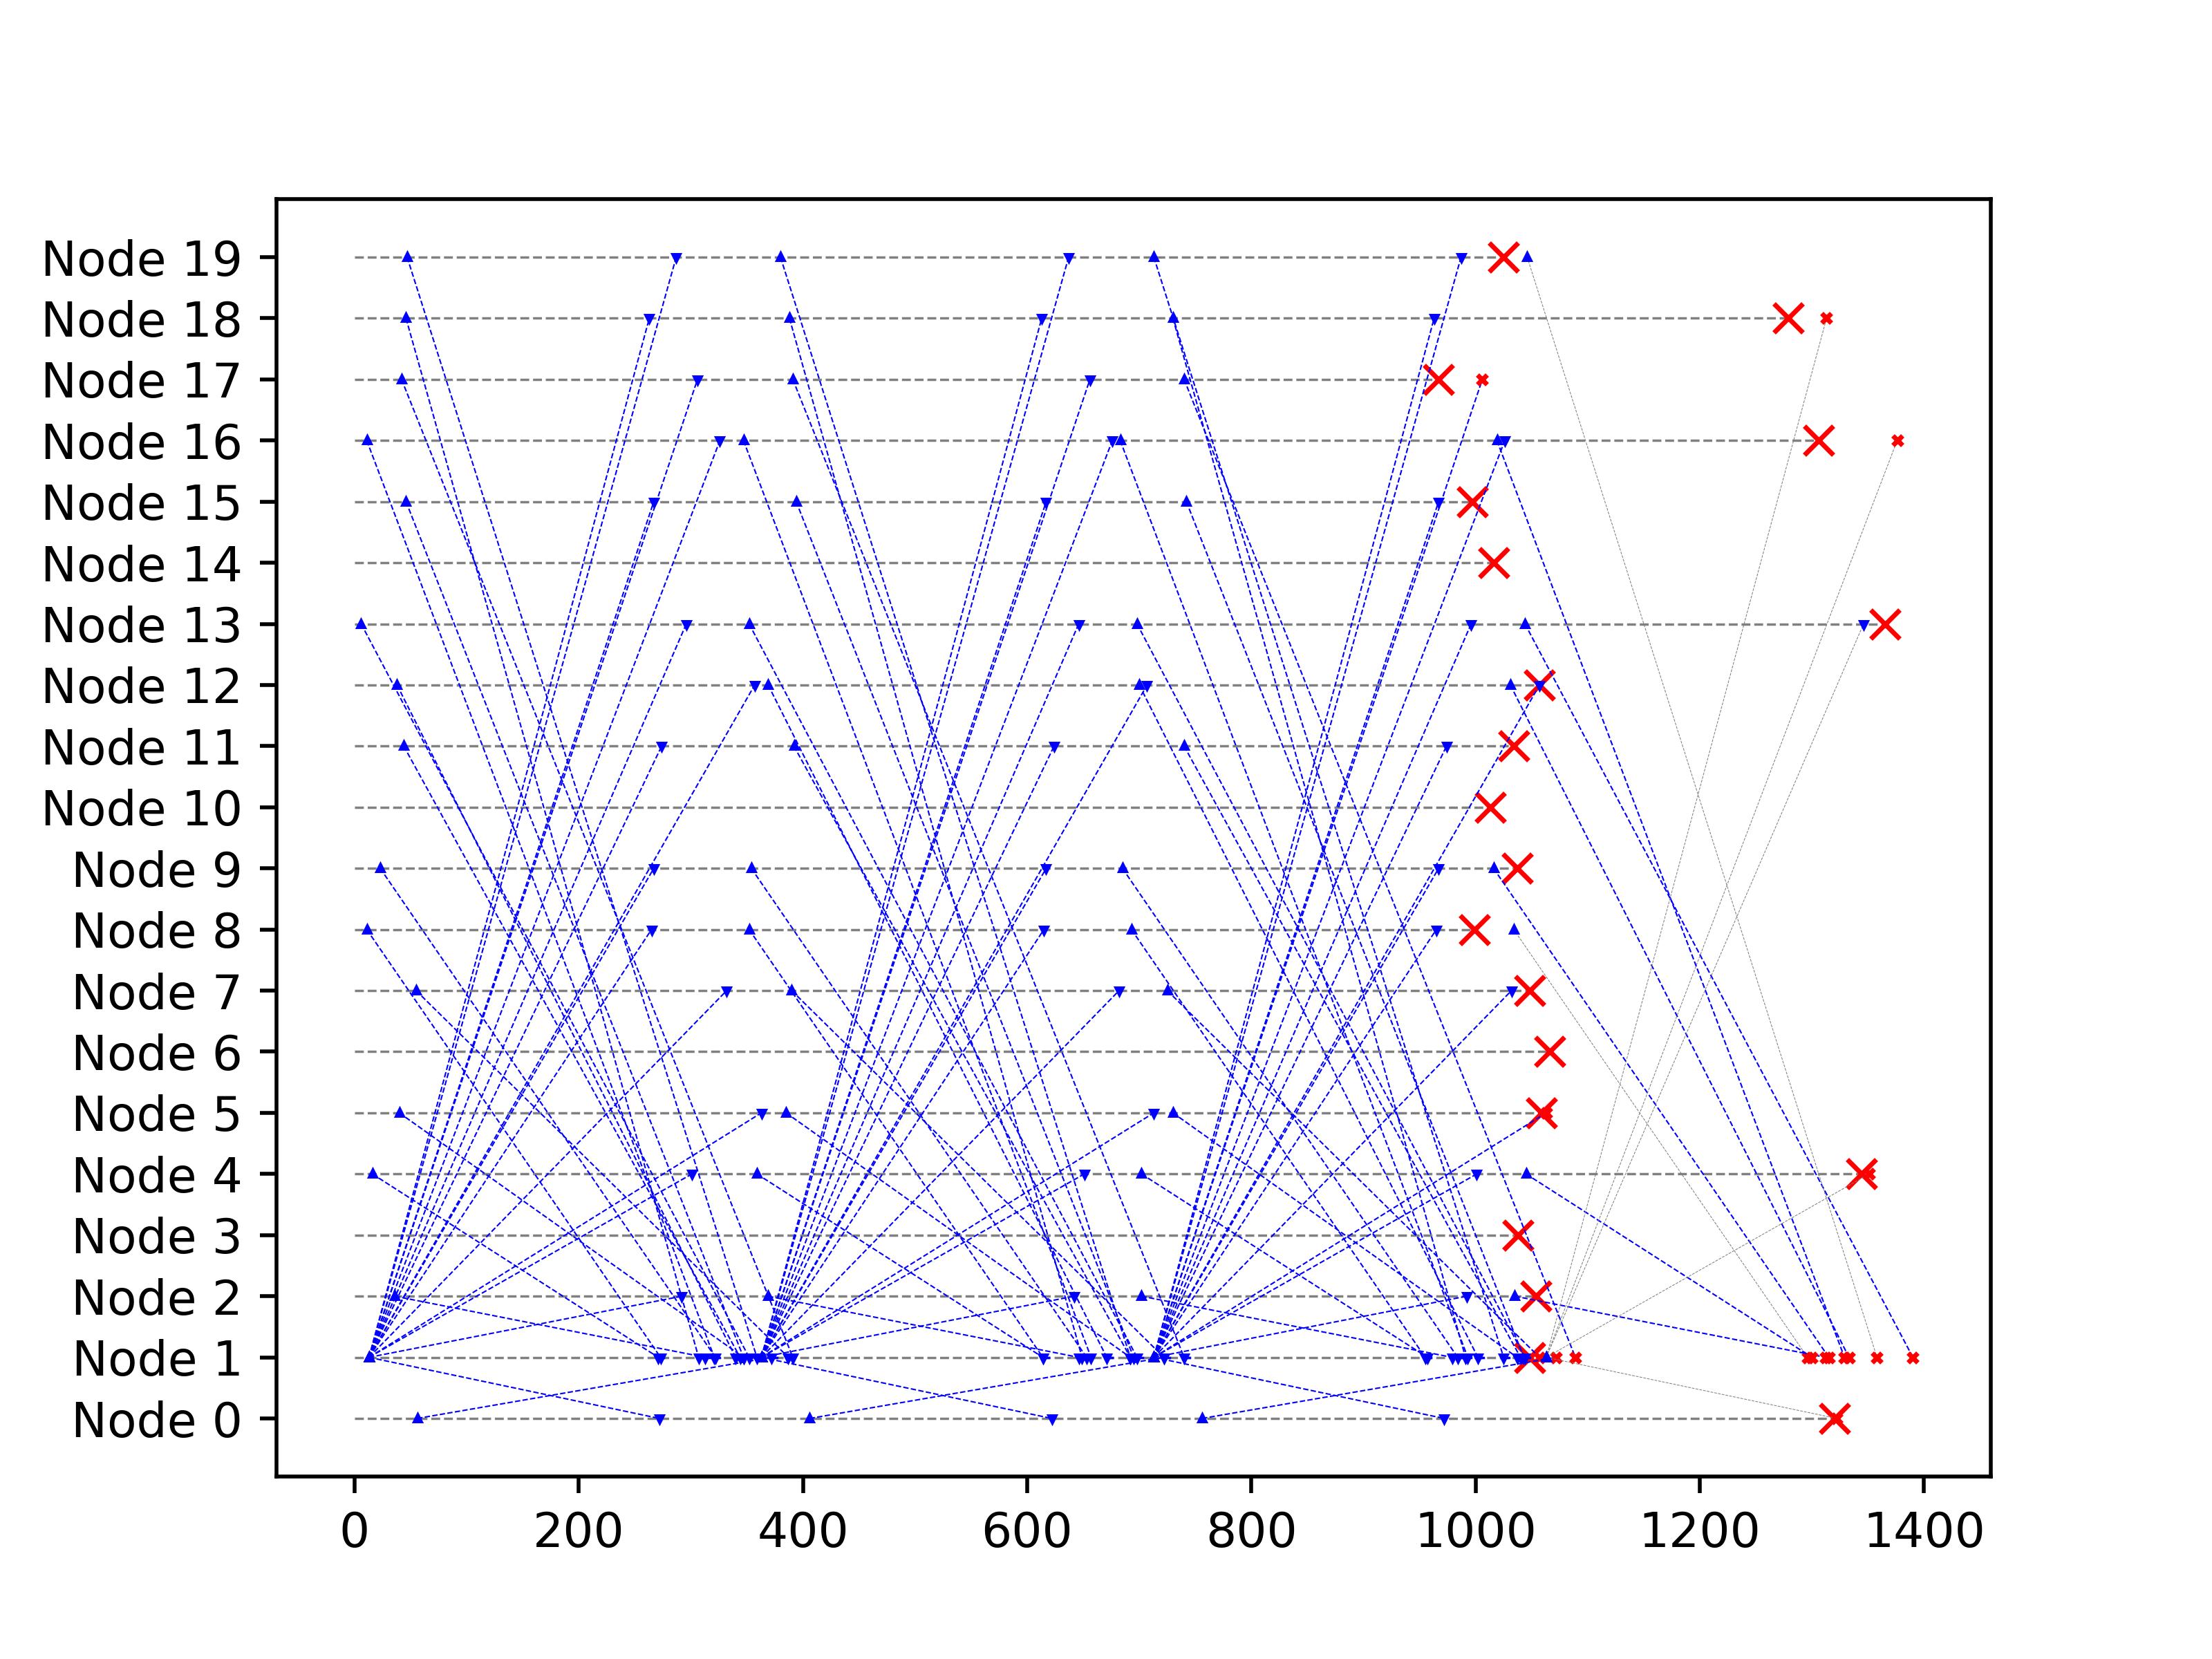 Node 19
Node 18
Node 17
Node 16
Node 15
Node 14
Node 13
Node 12
Node 11
Node 10
Node 9
Node 8
Node 7
Node 6
Node 5
Node 4
Node 3
Node 2
Node 1
Node 0
0 200 400 600 800 1000 1200 1400